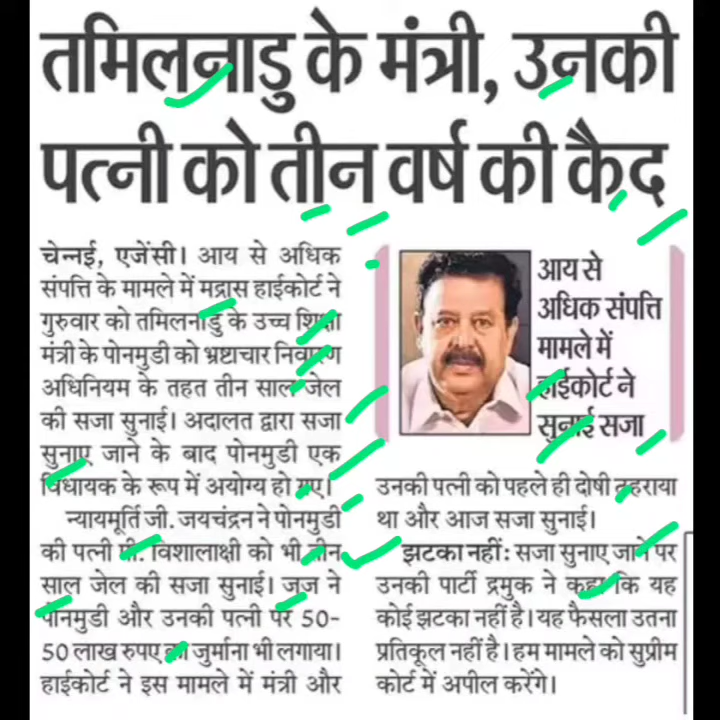 तमिलनाडु के मंत्री, उनकी
पत्नी को तीन वर्ष की कैद
चेन्नई, एजेंसी। आय से अधिक
संपत्ति के मामले में मद्रास हाईकोर्ट ने
गुरुवार को तमिलनाडु के उच्च शिक्षा
मंत्री के पोनमुडी को भ्रष्टाचार निवारण
अधिनियम के तहत तीन साल जेल
की सजा सुनाई। अदालत द्वारा सजा
सुनाए जाने के बाद पोनमुडी एक
विधायक के रूप में अयोग्य हो गए।
न्यायमूर्ति जी. जयचंद्रन ने पोनमुडी
की पत्नी पी. विशालाक्षी को भी तीन
साल जेल की सजा सुनाई। जज ने
पोनमुडी और उनकी पत्नी पर 50-
50 लाख रुपए का जुर्माना भी लगाया।
हाईकोर्ट ने इस मामले में मंत्री और
आय से
अधिक संपत्ति
मामले में
हाईकोर्ट ने
सुनाई सजा
उनकी पत्नी को पहले ही दोषी ठहराया
था और आज सजा सुनाई।
झटका नहीं: सजा सुनाए जाने पर
उनकी पार्टी द्रमुक ने कहा कि यह
कोई झटका नहीं है। यह फैसला उतना
प्रतिकूल नहीं है। हम मामले को सुप्रीम
कोर्ट में अपील करेंगे।